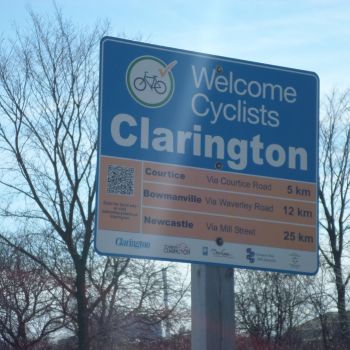 Welcome
Cyclists
Clarington
Courtice Via Courtice Road 5 km
Bowmanville Via Waverley Road 12 km
Newcastle Via Mill Street 25 km
Clarington
CLARINGTON